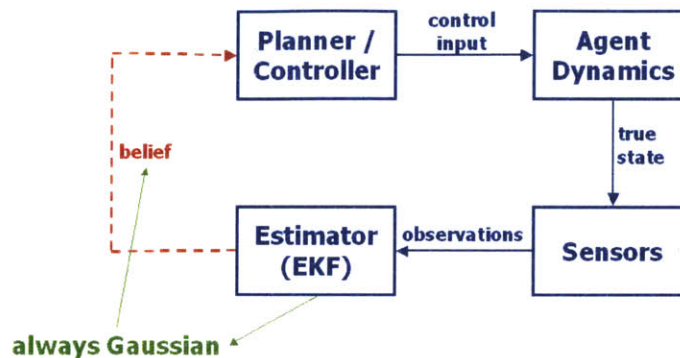 Planner /
Controller
control
input
Agent
Dynamics
belief
true
state
Estimator
(EKF)
observations
Sensors
always Gaussian